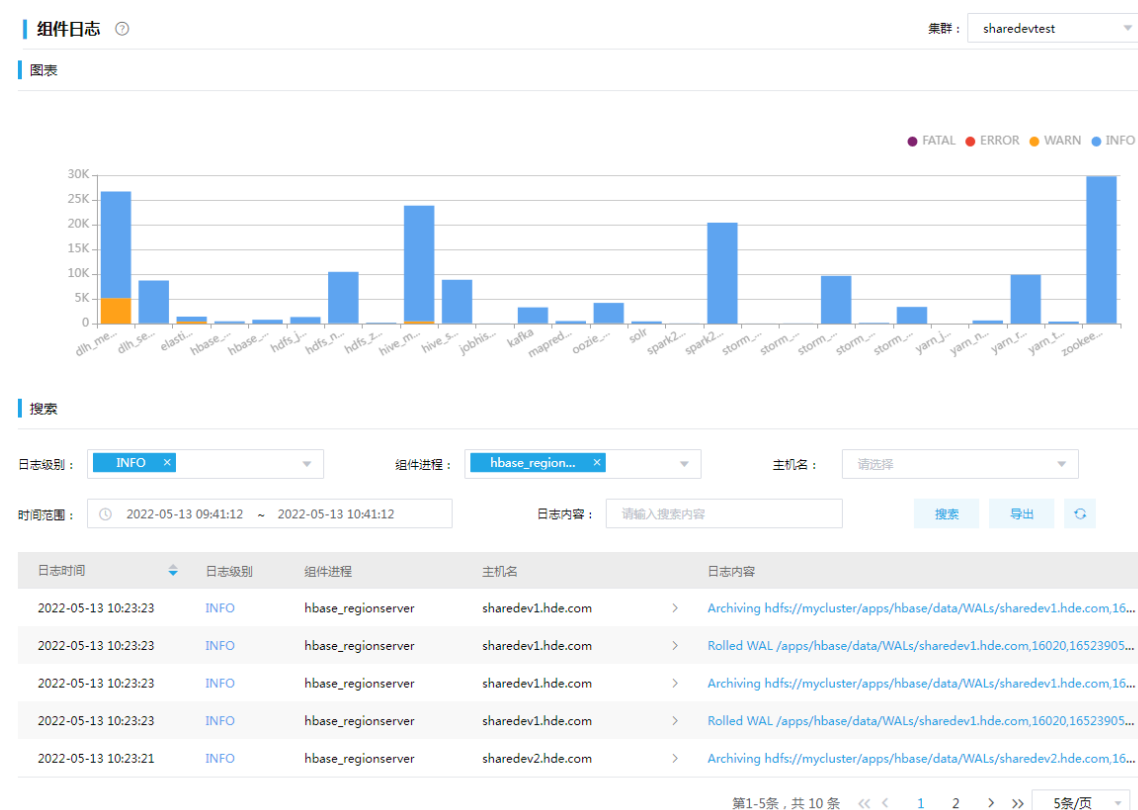 组件日志 ? 集群： sharedevtest
图表
FATAL ERROR WARN INFO
30K
25K
20K
15K
10K
5K
0
dlh_me... dlh_se... elasti... hbase_... hbase_... hdfs_j... hdfs_n... hdfs_z... hive_m... hive_s... jobhis... kafka mapred... oozie_... solr spark2... spark2... storm_... storm_... storm_... storm_... storm_... yarn_j... yarn_n... yarn_r... yarn_t... zookee...
搜索
日志级别： INFO × 组件进程： hbase_region... × 主机名： 请选择
时间范围： 2022-05-13 09:41:12 ~ 2022-05-13 10:41:12 日志内容： 请输入搜索内容 搜索 导出
日志时间 日志级别 组件进程 主机名 日志内容
2022-05-13 10:23:23 INFO hbase_regionserver sharedev1.hde.com > Archiving hdfs://mycluster/apps/hbase/data/WALs/sharedev1.hde.com,16...
2022-05-13 10:23:23 INFO hbase_regionserver sharedev1.hde.com > Rolled WAL /apps/hbase/data/WALs/sharedev1.hde.com,16020,16523905...
2022-05-13 10:23:23 INFO hbase_regionserver sharedev1.hde.com > Archiving hdfs://mycluster/apps/hbase/data/WALs/sharedev1.hde.com,16...
2022-05-13 10:23:23 INFO hbase_regionserver sharedev1.hde.com > Rolled WAL /apps/hbase/data/WALs/sharedev1.hde.com,16020,16523905...
2022-05-13 10:23:21 INFO hbase_regionserver sharedev2.hde.com > Archiving hdfs://mycluster/apps/hbase/data/WALs/sharedev2.hde.com,16...
第1-5条，共 10 条 << < 1 2 > >> 5条/页